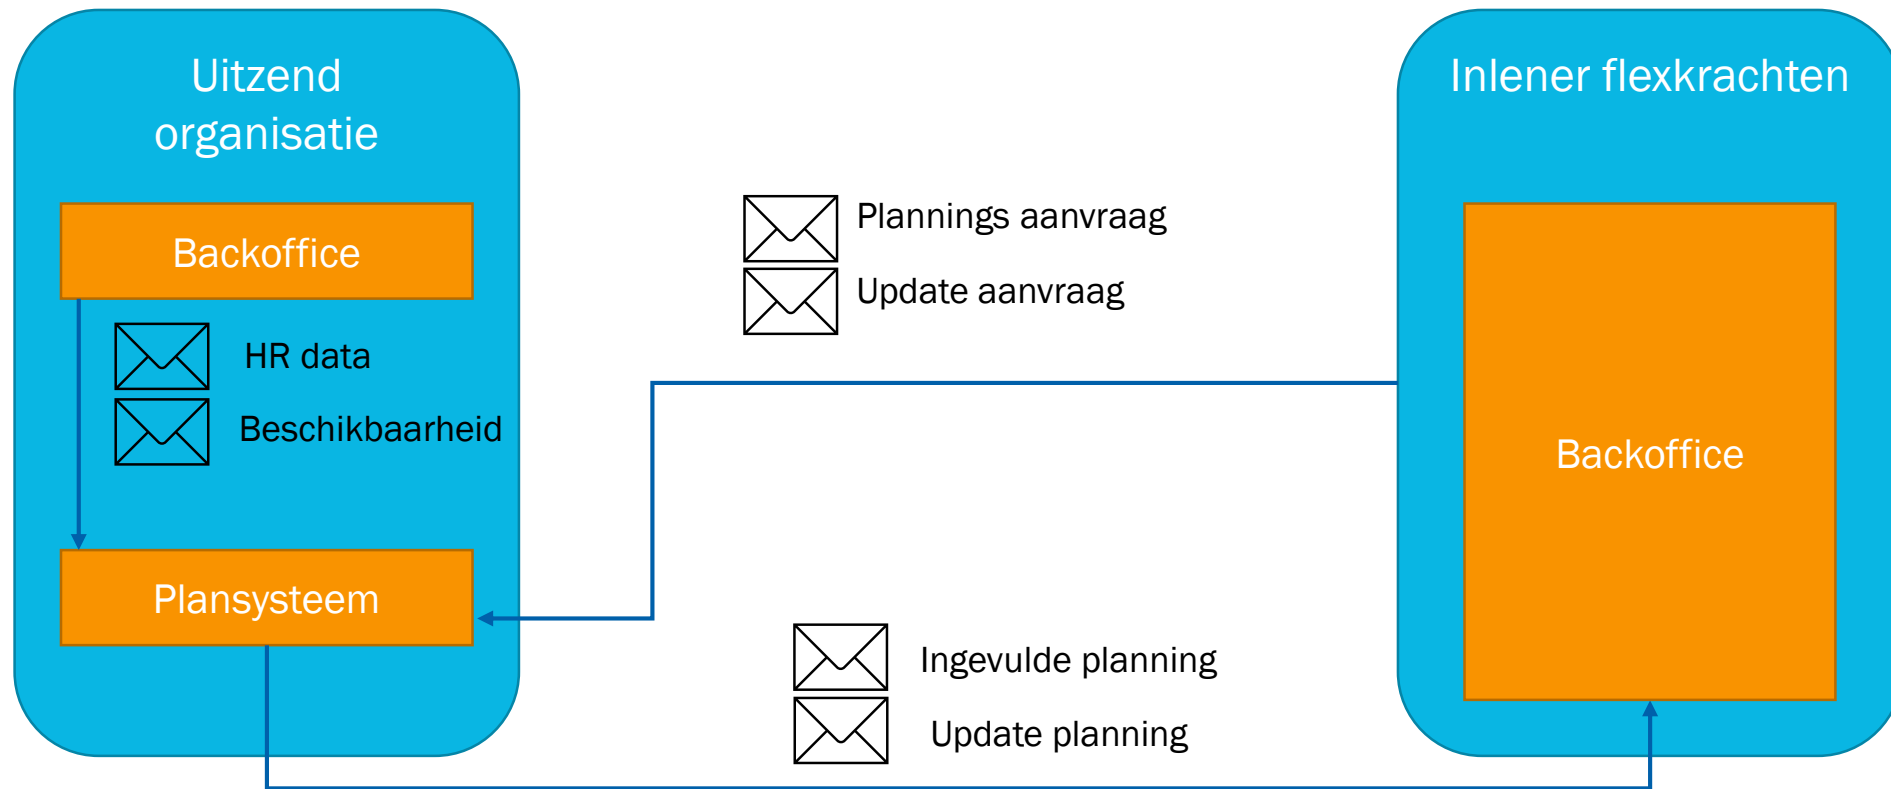 Uitzend
organisatie
Backoffice
HR data
Beschikbaarheid
Plansysteem
Plannings aanvraag
Update aanvraag
Ingevulde planning
Update planning
Inlener flexkrachten
Backoffice